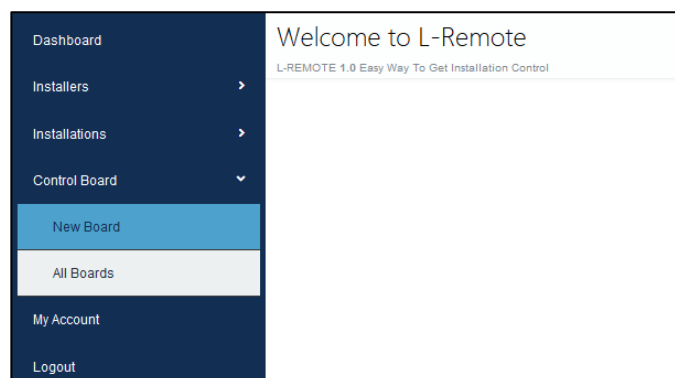 Dashboard
Installers
Installations
Control Board
New Board
All Boards
My Account
Logout
Welcome to L-Remote
L-REMOTE 1.0 Easy Way To Get Installation Control